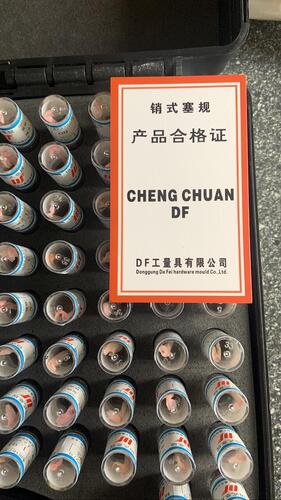 销式塞规
产品合格证
CHENG CHUAN
DF
DF工量具有限公司
Donggung Da Fei hardware mould Co.,Ltd.